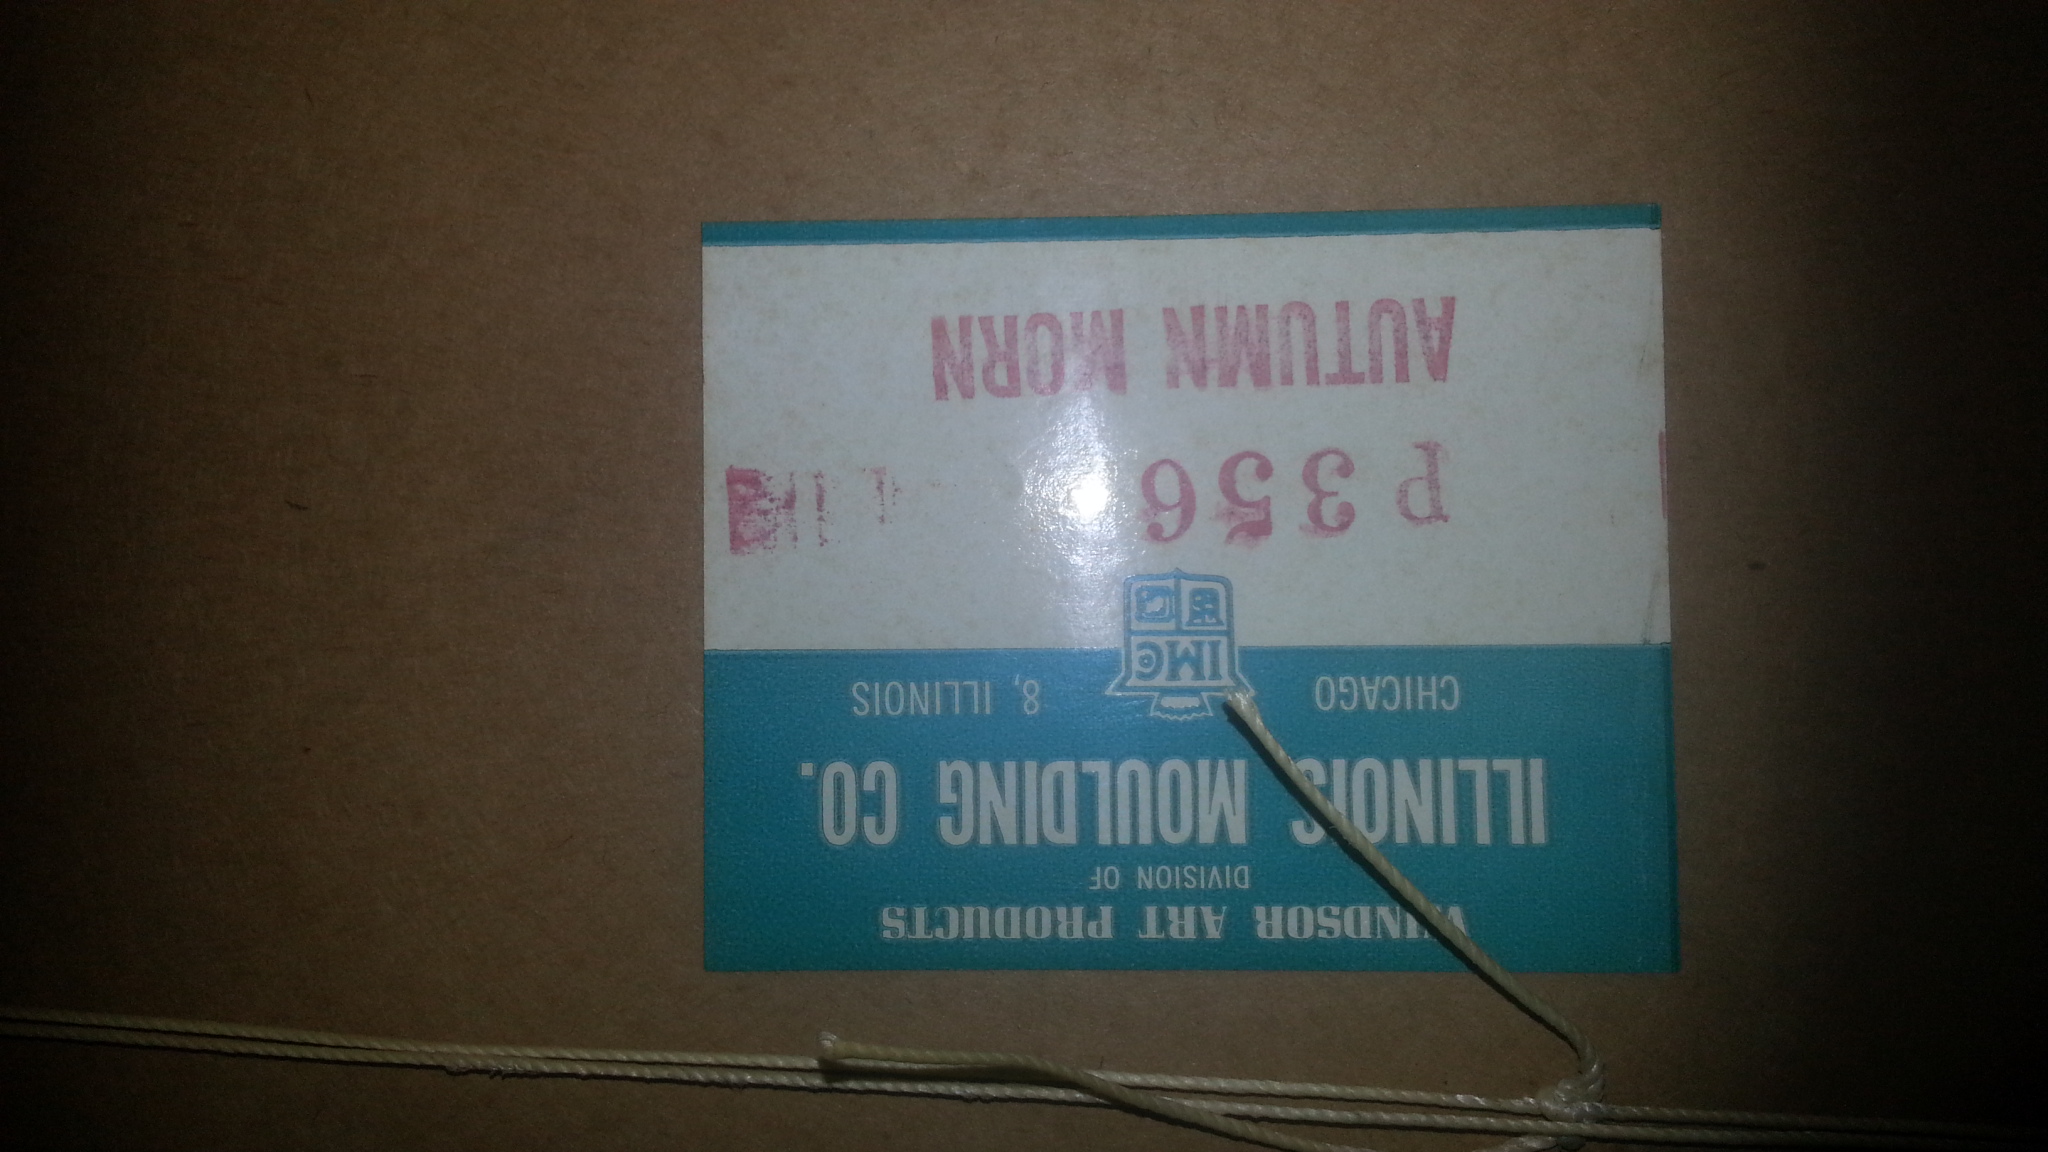 WINDSOR ART PRODUCTS
DIVISION OF
ILLINOIS MOULDING CO.
CHICAGO 8, ILLINOIS
IMC
P356
AUTUMN MORN